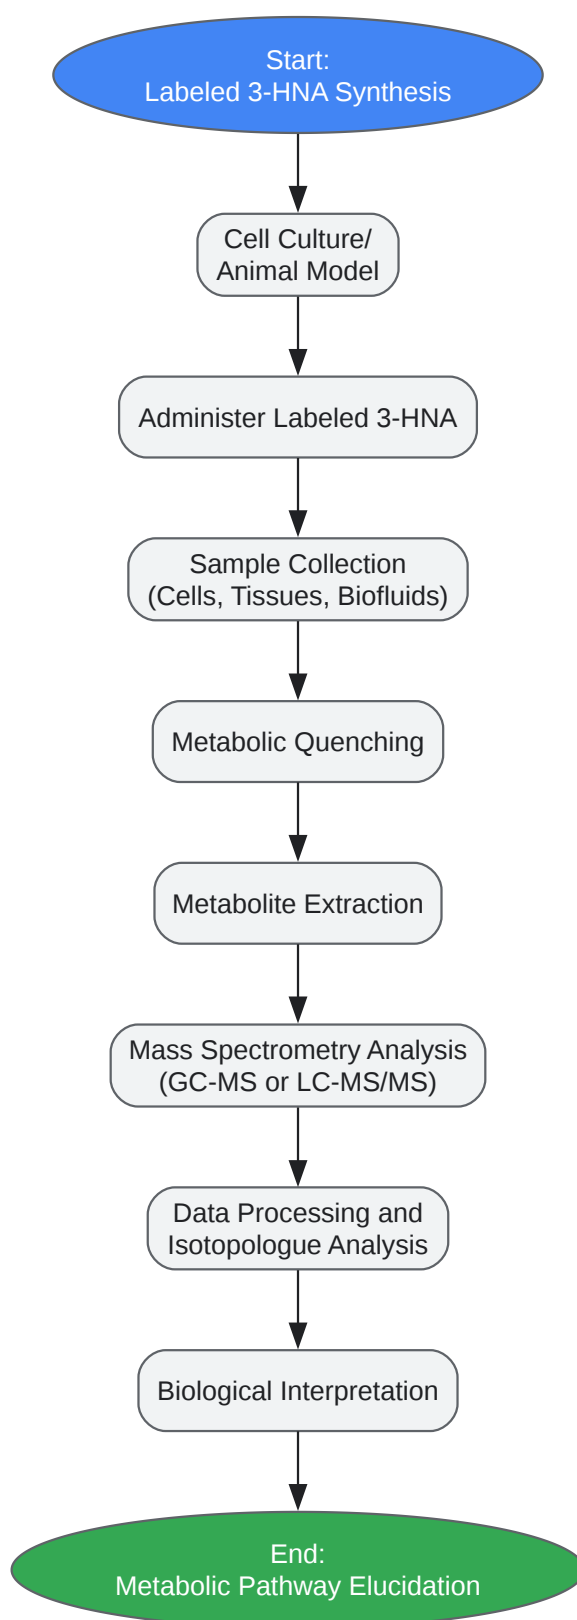 Start:
Labeled 3-HNA Synthesis
Cell Culture/
Animal Model
Administer Labeled 3-HNA
Sample Collection
(Cells, Tissues, Biofluids)
Metabolic Quenching
Metabolite Extraction
Mass Spectrometry Analysis
(GC-MS or LC-MS/MS)
Data Processing and
Isotopologue Analysis
Biological Interpretation
End:
Metabolic Pathway Elucidation